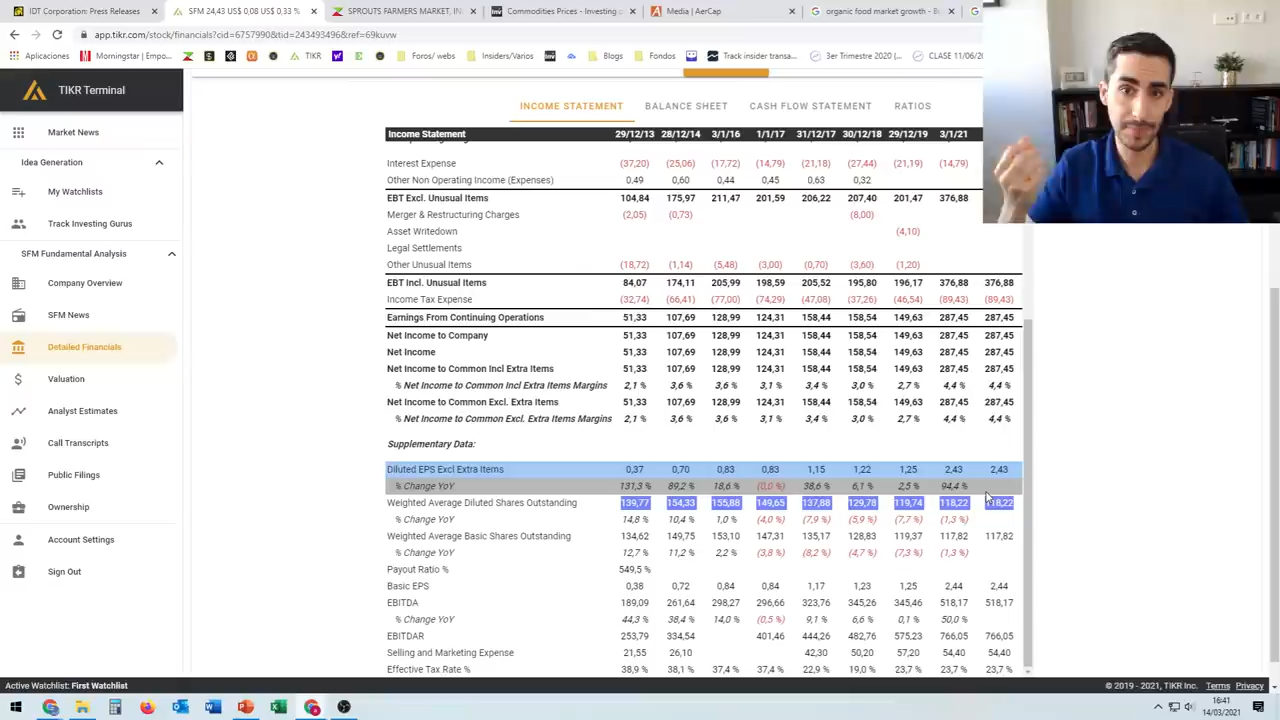 IDT Corporation: Press Releases
SFM 24,43 US$ 0,08 US$ 0,33 %
SPROUTS FARMERS MARKET, IN
Commodities Prices - Investing.c
Media | AerCap
organic food market growth - B
app.tikr.com/stock/financials?cid=6757990&tid=243493496&ref=69kuvw
Aplicaciones
Morningstar | Empo...
TIKR
Foros/ webs
Insiders/Varios
Blogs
Fondos
Track insider transa...
3er Trimestre 2020 (...
CLASE 11/06/20
TIKR Terminal
Market News
Idea Generation
My Watchlists
Track Investing Gurus
SFM Fundamental Analysis
Company Overview
SFM News
Detailed Financials
Valuation
Analyst Estimates
Call Transcripts
Public Filings
Ownership
Account Settings
Sign Out
INCOME STATEMENT BALANCE SHEET CASH FLOW STATEMENT RATIOS
Income Statement 29/12/13 28/12/14 3/1/16 1/1/17 31/12/17 30/12/18 29/12/19 3/1/21
Interest Expense (37,20) (25,06) (17,72) (14,79) (21,18) (27,44) (21,19) (14,79)
Other Non Operating Income (Expenses) 0,49 0,60 0,44 0,45 0,63 0,32
EBT Excl. Unusual Items 104,84 175,97 211,47 201,59 206,22 207,40 201,47 376,88
Merger & Restructuring Charges (2,05) (0,73) (8,00)
Asset Writedown (4,10)
Legal Settlements
Other Unusual Items (18,72) (1,14) (5,48) (3,00) (0,70) (3,60) (1,20)
EBT Incl. Unusual Items 84,07 174,11 205,99 198,59 205,52 195,80 196,17 376,88 376,88
Income Tax Expense (32,74) (66,41) (77,00) (74,29) (47,08) (37,26) (46,54) (89,43) (89,43)
Earnings From Continuing Operations 51,33 107,69 128,99 124,31 158,44 158,54 149,63 287,45 287,45
Net Income to Company 51,33 107,69 128,99 124,31 158,44 158,54 149,63 287,45 287,45
Net Income 51,33 107,69 128,99 124,31 158,44 158,54 149,63 287,45 287,45
Net Income to Common Incl Extra Items 51,33 107,69 128,99 124,31 158,44 158,54 149,63 287,45 287,45
% Net Income to Common Incl Extra Items Margins 2,1 % 3,6 % 3,6 % 3,1 % 3,4 % 3,0 % 2,7 % 4,4 % 4,4 %
Net Income to Common Excl. Extra Items 51,33 107,69 128,99 124,31 158,44 158,54 149,63 287,45 287,45
% Net Income to Common Excl. Extra Items Margins 2,1 % 3,6 % 3,6 % 3,1 % 3,4 % 3,0 % 2,7 % 4,4 % 4,4 %
Supplementary Data:
Diluted EPS Excl Extra Items 0,37 0,70 0,83 0,83 1,15 1,22 1,25 2,43 2,43
% Change YoY 131,3 % 89,2 % 18,6 % (0,0 %) 38,6 % 6,1 % 2,5 % 94,4 %
Weighted Average Diluted Shares Outstanding 139,77 154,33 155,88 149,65 137,88 129,78 119,74 118,22 118,22
% Change YoY 14,8 % 10,4 % 1,0 % (4,0 %) (7,9 %) (5,9 %) (7,7 %) (1,3 %)
Weighted Average Basic Shares Outstanding 134,62 149,75 153,10 147,31 135,17 128,83 119,37 117,82 117,82
% Change YoY 12,7 % 11,2 % 2,2 % (3,8 %) (8,2 %) (4,7 %) (7,3 %) (1,3 %)
Payout Ratio % 549,5 %
Basic EPS 0,38 0,72 0,84 0,84 1,17 1,23 1,25 2,44 2,44
EBITDA 189,09 261,64 298,27 296,66 323,76 345,26 345,46 518,17 518,17
% Change YoY 44,3 % 38,4 % 14,0 % (0,5 %) 9,1 % 6,6 % 0,1 % 50,0 %
EBITDAR 253,79 334,54 401,46 444,26 482,76 575,23 766,05 766,05
Selling and Marketing Expense 21,55 26,10 42,30 50,20 57,20 54,40 54,40
Effective Tax Rate % 38,9 % 38,1 % 37,4 % 37,4 % 22,9 % 19,0 % 23,7 % 23,7 % 23,7 %
Active Watchlist: First Watchlist
© 2019 - 2021, TIKR Inc. Terms Privacy
16:41
14/03/2021